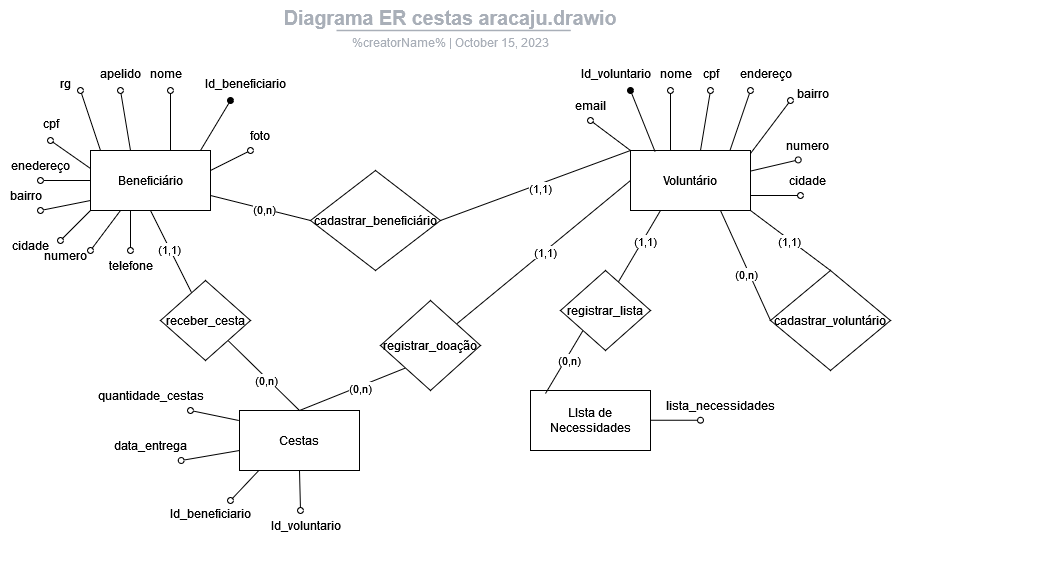 Diagrama ER cestas aracaju.drawio
%creatorName% | October 15, 2023
rg
apelido
nome
Id_beneficiario
cpf
foto
enedereço
bairro
Beneficiário
cidade
numero
telefone
(0,n)
cadastrar_beneficiário
(1,1)
Id_voluntario
nome
cpf
endereço
bairro
email
numero
Voluntário
cidade
(1,1)
receber_cesta
(0,n)
(1,1)
registrar_doação
(0,n)
(1,1)
registrar_lista
(0,n)
(1,1)
(0,n)
cadastrar_voluntário
quantidade_cestas
data_entrega
Cestas
Id_beneficiario
Id_voluntario
LIsta de
Necessidades
lista_necessidades